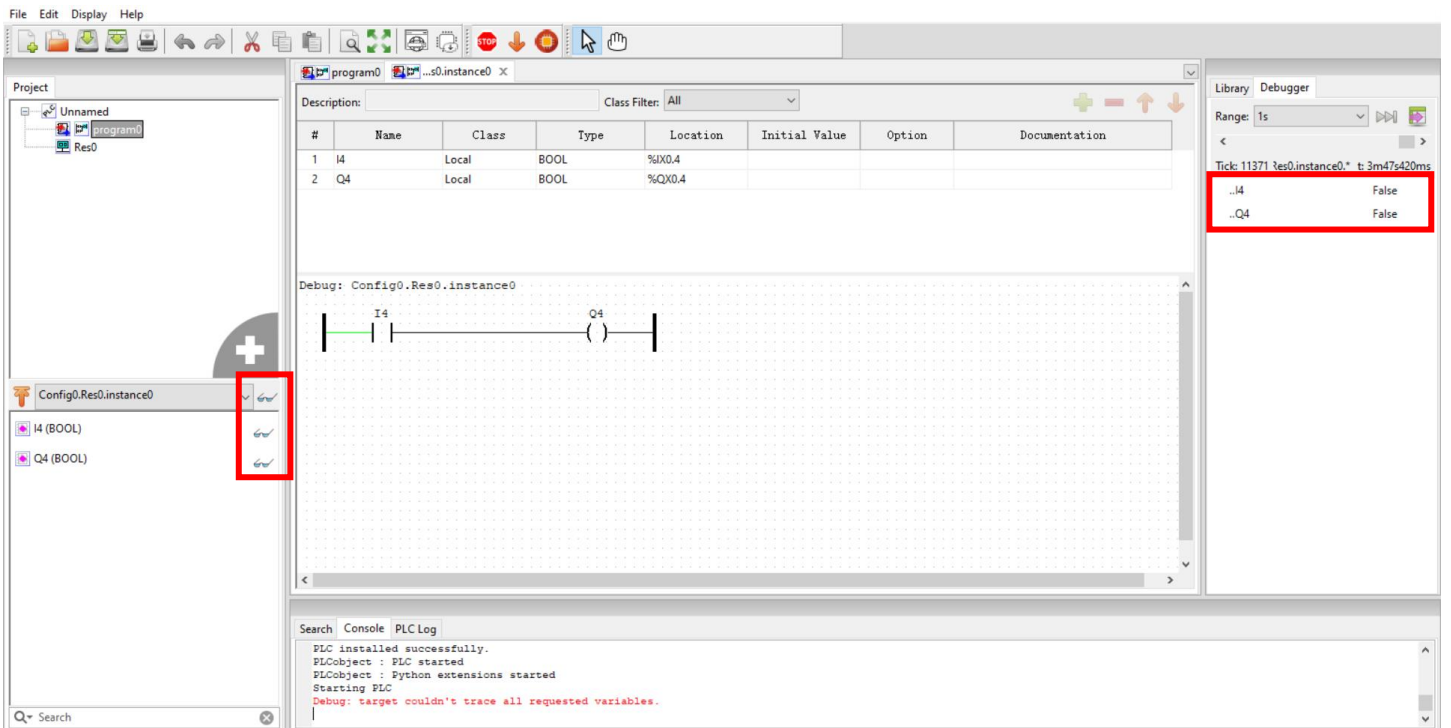 File Edit Display Help
STOP
Project
Unnamed
program0
Res0
Config0.Res0.instance0
I4 (BOOL)
Q4 (BOOL)
Search
program0 ...s0.instance0
Description: Class Filter: All
# Name Class Type Location Initial Value Option Documentation
1 I4 Local BOOL %IX0.4
2 Q4 Local BOOL %QX0.4
Debug: Config0.Res0.instance0
I4 Q4
Search Console PLC Log
PLC installed successfully.
PLCobject : PLC started
PLCobject : Python extensions started
Starting PLC
Debug: target couldn't trace all requested variables.
Library Debugger
Range: 1s
Tick: 11371 Res0.instance0.* t: 3m47s420ms
..I4 False
..Q4 False